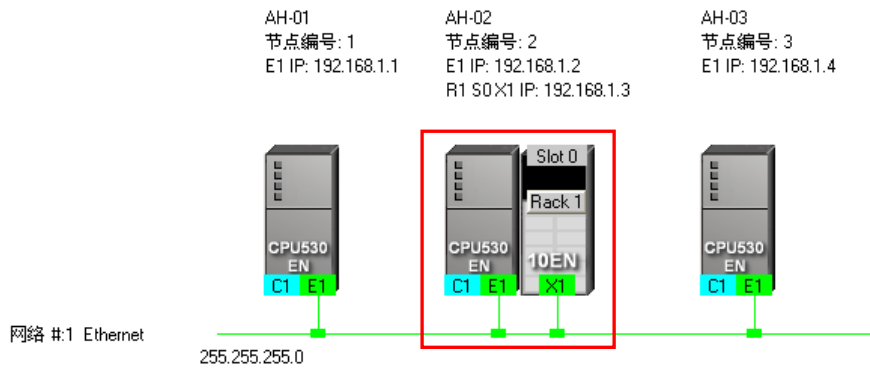 AH-01
节点编号: 1
E1 IP: 192.168.1.1
AH-02
节点编号: 2
E1 IP: 192.168.1.2
R1 S0 X1 IP: 192.168.1.3
AH-03
节点编号: 3
E1 IP: 192.168.1.4
CPU530
EN
C1 E1
CPU530
EN
C1 E1
Slot 0
Rack 1
10EN
X1
CPU530
EN
C1 E1
网络 #:1 Ethernet
255.255.255.0